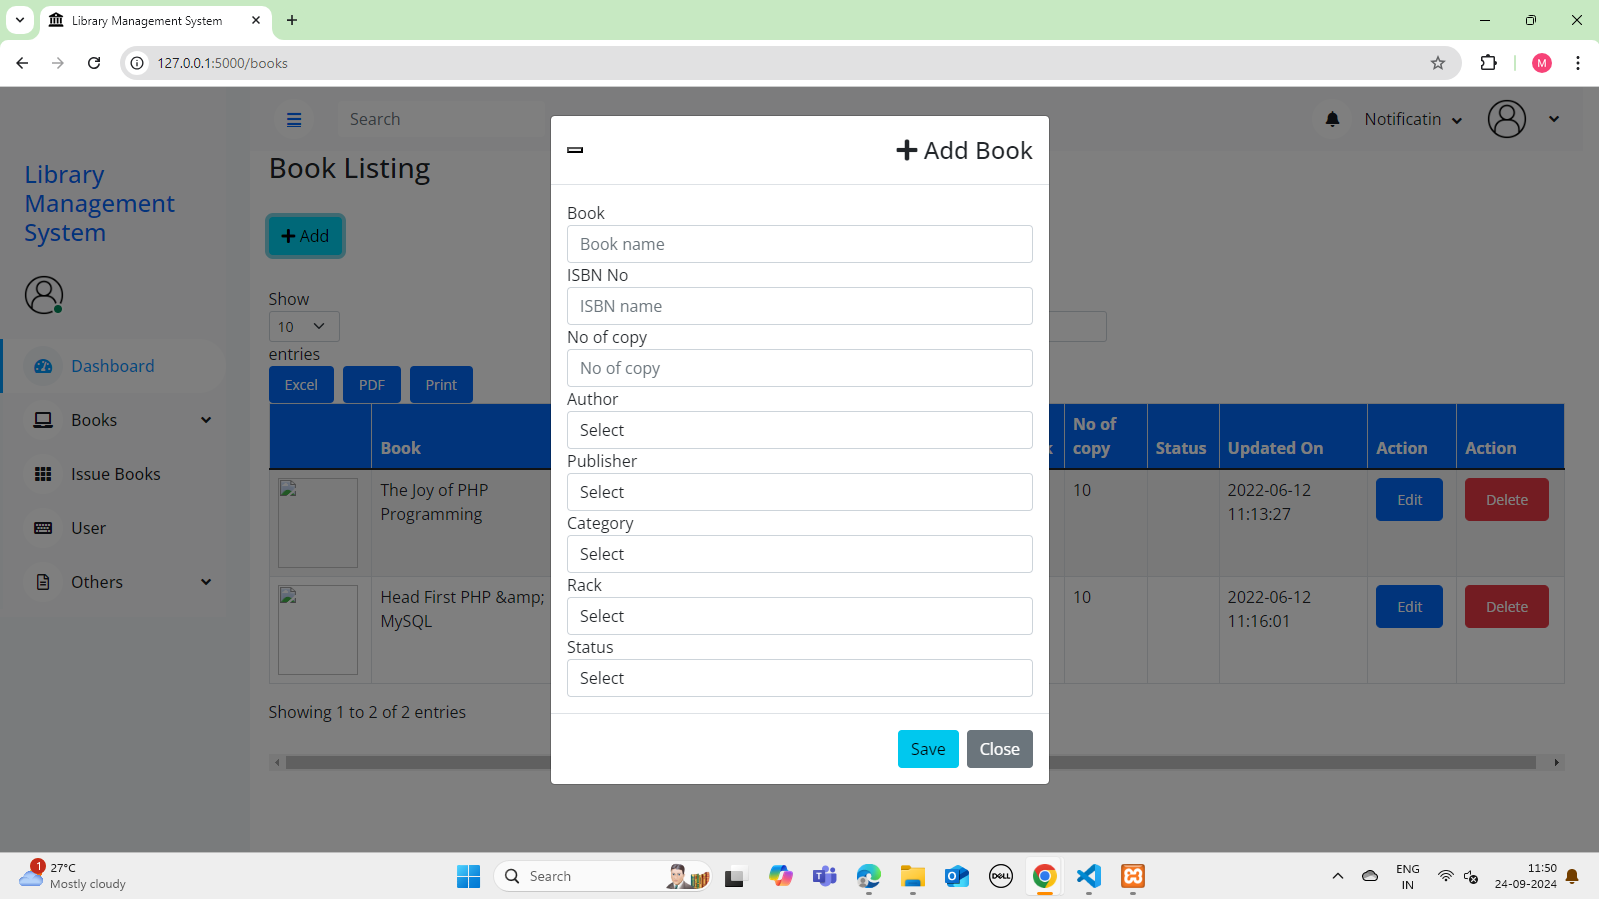 Library Management System
127.0.0.1:5000/books
M
Search
Notificatin
Library
Management
System
Book Listing
Add
Show
10
entries
Excel
PDF
Print
Dashboard
Books
Issue Books
User
Others
Book
No of
copy
Status
Updated On
Action
Action
The Joy of PHP
Programming
10
2022-06-12
11:13:27
Edit
Delete
Head First PHP &amp;
MySQL
10
2022-06-12
11:16:01
Edit
Delete
Showing 1 to 2 of 2 entries
Add Book
Book
Book name
ISBN No
ISBN name
No of copy
No of copy
Author
Select
Publisher
Select
Category
Select
Rack
Select
Status
Select
Save
Close
1
27°C
Mostly cloudy
Search
DELL
ENG
IN
11:50
24-09-2024